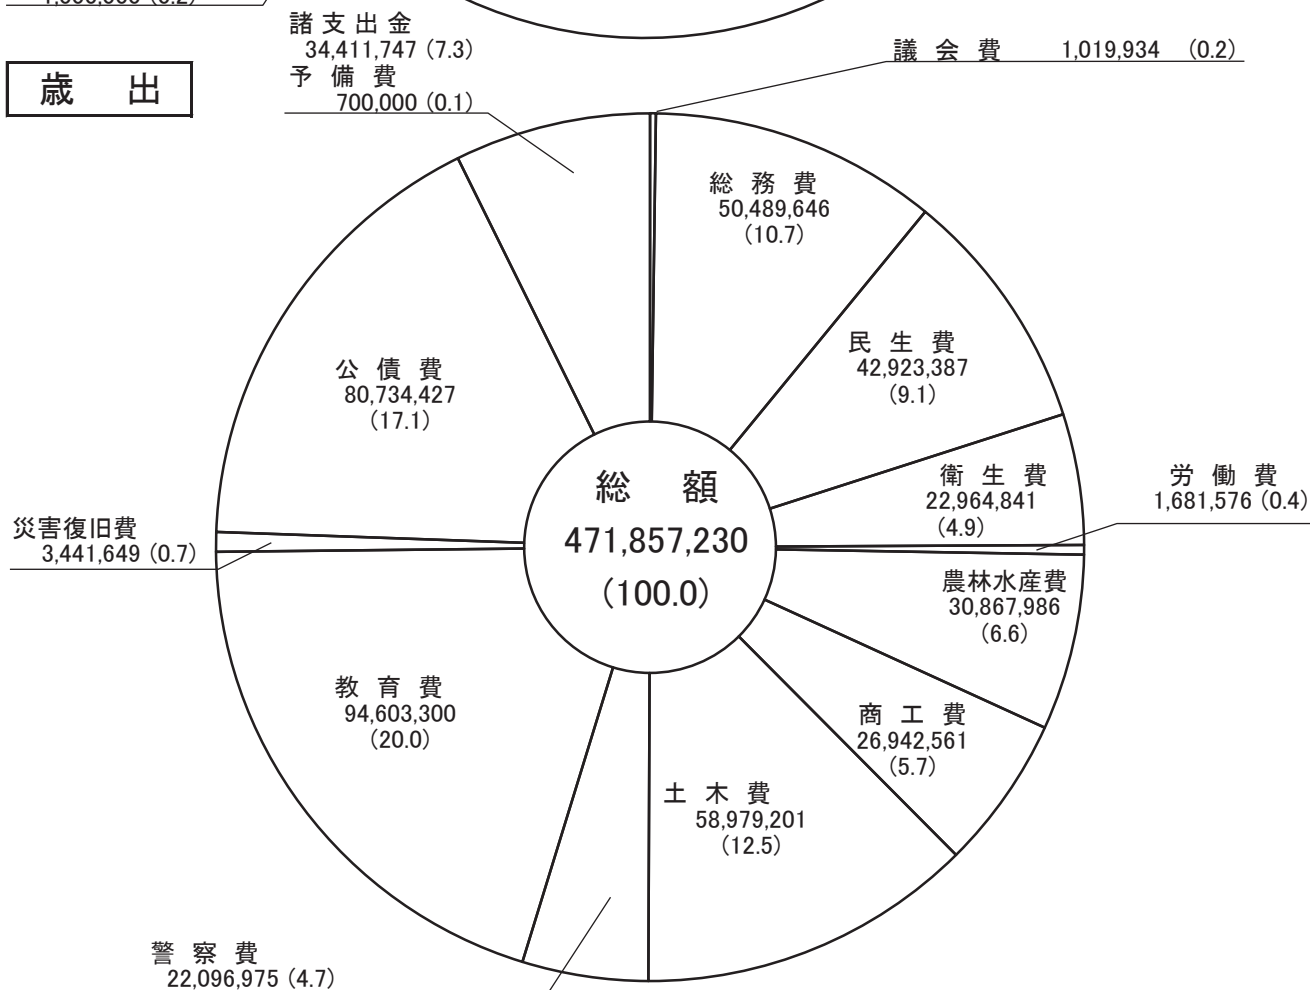 諸支出金
34,411,747 (7.3)
予備費
700,000 (0.1)
議会費 1,019,934 (0.2)
歳出
総務費
50,489,646
(10.7)
民生費
42,923,387
(9.1)
公債費
80,734,427
(17.1)
衛生費
22,964,841
(4.9)
労働費
1,681,576 (0.4)
総額
471,857,230
(100.0)
災害復旧費
3,441,649 (0.7)
農林水産費
30,867,986
(6.6)
教育費
94,603,300
(20.0)
商工費
26,942,561
(5.7)
土木費
58,979,201
(12.5)
警察費
22,096,975 (4.7)